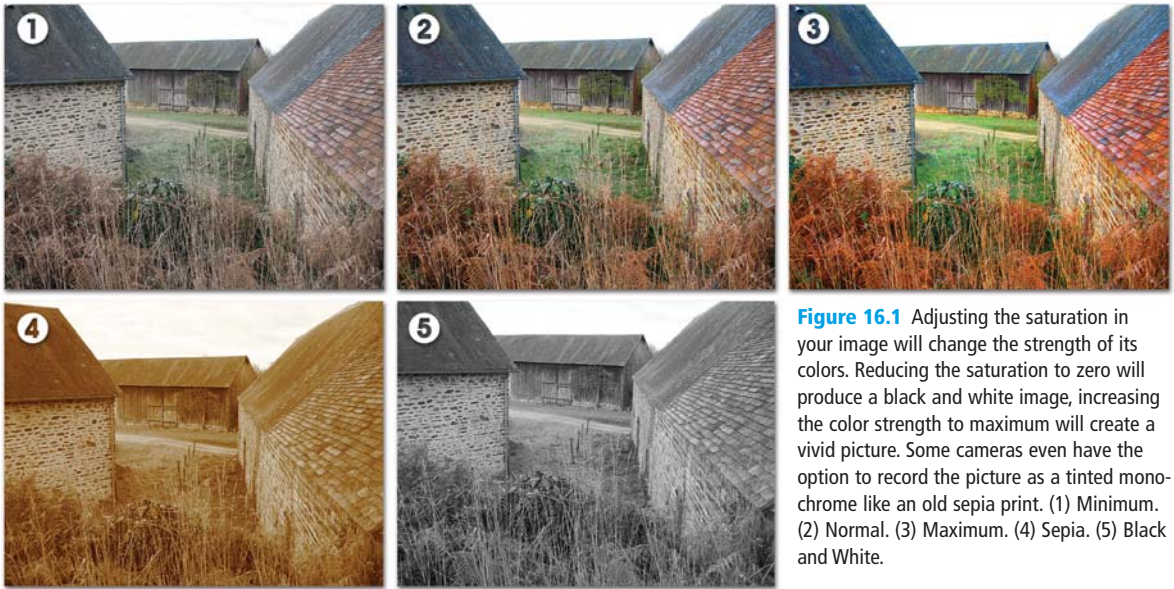 1
2
3
4
5
Figure 16.1 Adjusting the saturation in
your image will change the strength of its
colors. Reducing the saturation to zero will
produce a black and white image, increasing
the color strength to maximum will create a
vivid picture. Some cameras even have the
option to record the picture as a tinted mono-
chrome like an old sepia print. (1) Minimum.
(2) Normal. (3) Maximum. (4) Sepia. (5) Black
and White.